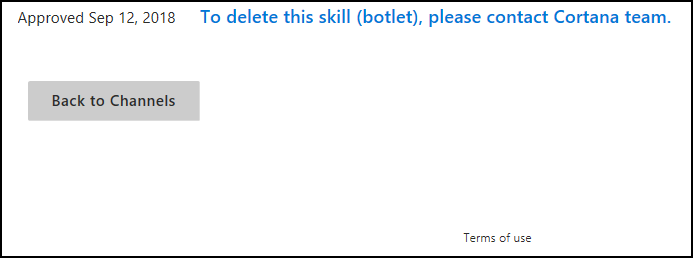 Approved Sep 12, 2018 To delete this skill (botlet), please contact Cortana team.
Back to Channels
Terms of use